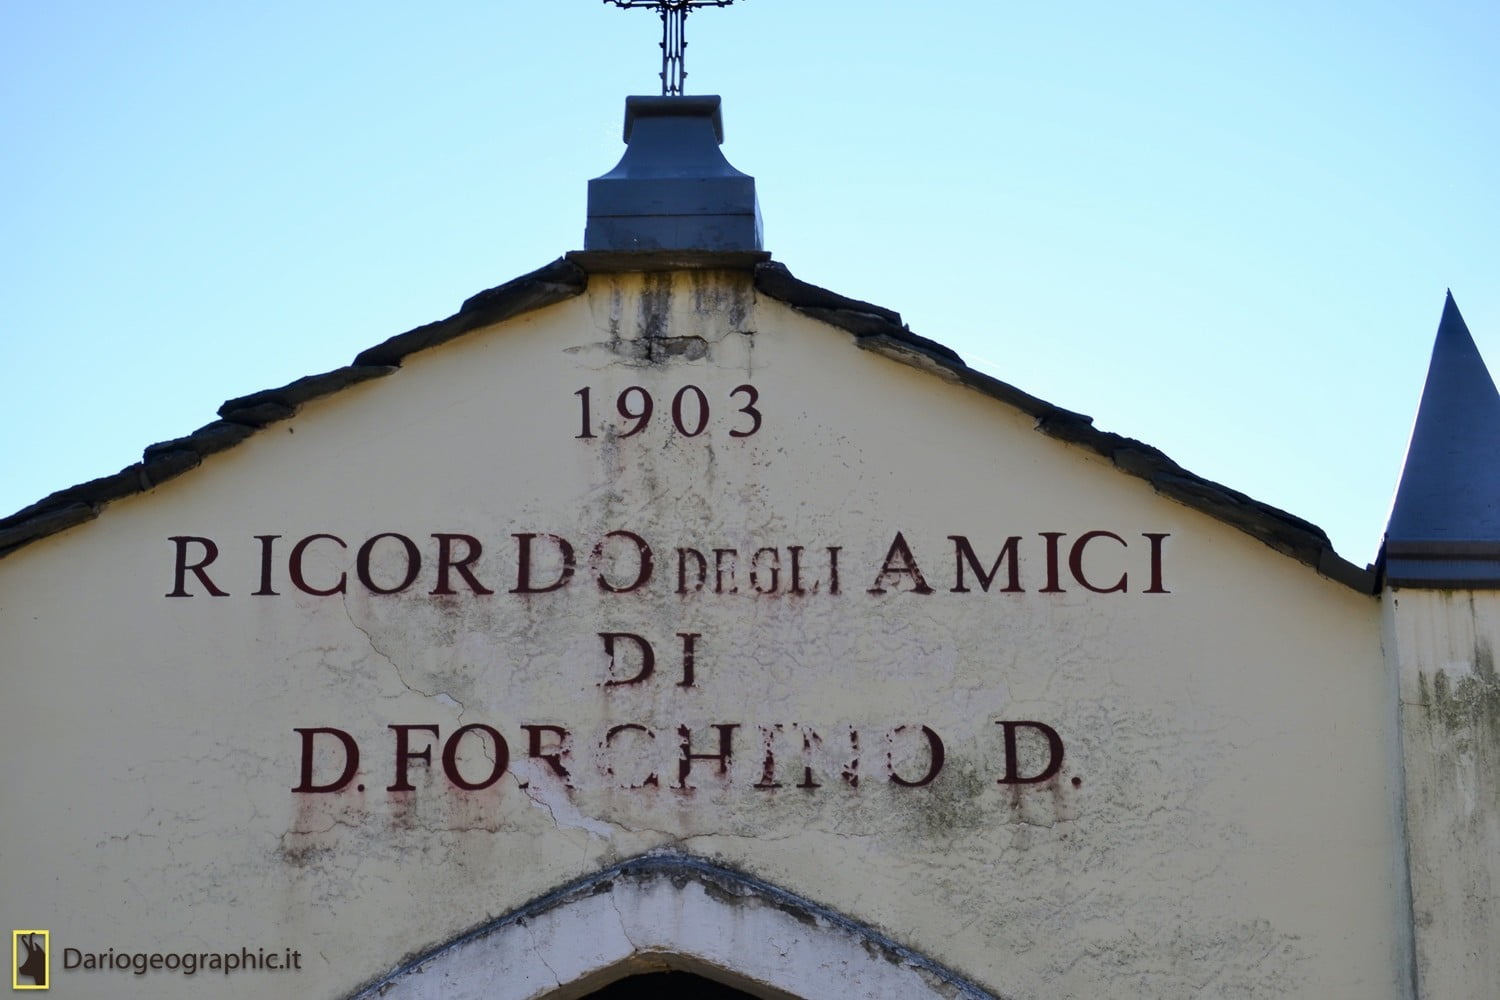 1903
RICORDO DEGLI AMICI
DI
D. FORCHINO D.
Dariogeographic.it